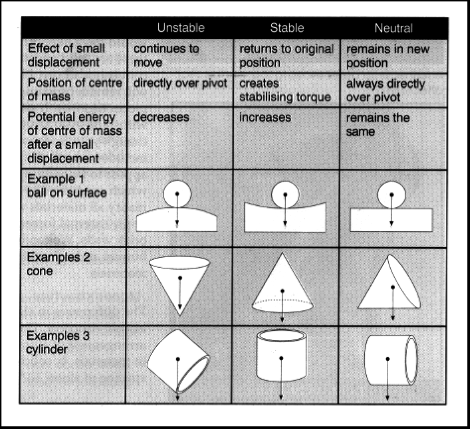 Unstable Stable Neutral
Effect of small continues to returns to original remains in new
displacement move position position
Position of centre directly over pivot creates always directly
of mass stabilising torque over pivot
Potential energy decreases increases remains the
of centre of mass same
after a small
displacement
Example 1
ball on surface
Examples 2
cone
Examples 3
cylinder